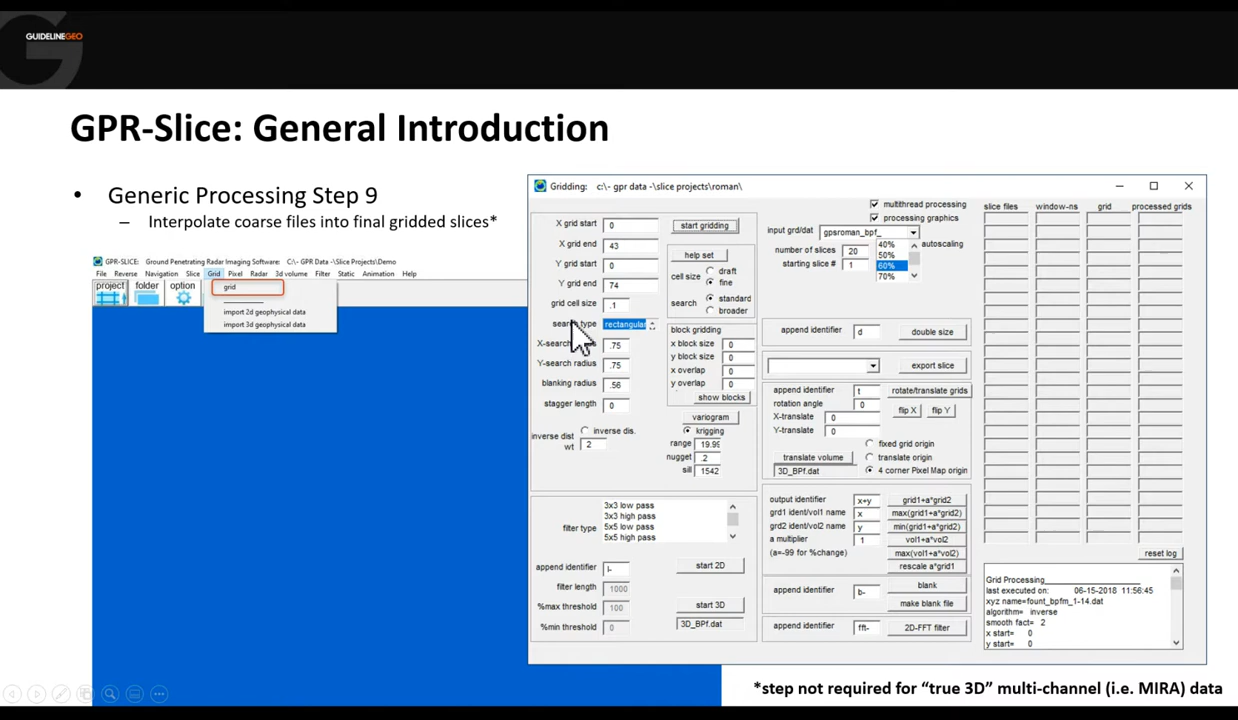 GUIDELINEGEO
GPR-Slice: General Introduction
• Generic Processing Step 9
– Interpolate coarse files into final gridded slices*
GPR-SLICE: Ground Penetrating Radar Imaging Software: C:\- GPR Data -\Slice Projects\Demo
File Reverse Navigation Slice Grid Pixel Radar 3d volume Filter Static Animation Help
project folder option
grid
import 2d geophysical data
import 3d geophysical data
Gridding: c:\- gpr data -\slice projects\roman\
X grid start 0
X grid end 43
Y grid start 0
Y grid end 74
grid cell size .1
search type rectangular
X-search .75
Y-search radius .75
blanking radius .56
stagger length 0
inverse dis.
inverse dist wt 2
start gridding
help set
cell size draft
fine
search standard
broader
block gridding
x block size 0
y block size 0
x overlap 0
y overlap 0
show blocks
variogram
krigging
range 19.99
nugget .2
sill 1542
filter type
3x3 low pass
3x3 high pass
5x5 low pass
5x5 high pass
append identifier l-
start 2D
filter length 1000
%max threshold 100
start 3D
%min threshold 0
3D_BPf.dat
multithread processing
processing graphics
input grd/dat gpsroman_bpf_
number of slices 20
starting slice # 1
40%
50%
60%
70%
autoscaling
append identifier d double size
export slice
append identifier t rotate/translate grids
rotation angle 0 flip X flip Y
X-translate 0
Y-translate 0
fixed grid origin
translate volume translate origin
3D_BPf.dat 4 corner Pixel Map origin
output identifier x+y grid1+a*grid2
grd1 ident/vol1 name x max(grid1+a*grid2)
grd2 ident/vol2 name y min(grid1+a*grid2)
a multiplier 1 vol1+a*vol2
(a=-99 for %change) max(vol1+a*vol2)
rescale a*grid1
append identifier b- blank
make blank file
append identifier fft- 2D-FFT filter
slice files window-ns grid processed grids
reset log
Grid Processing
last executed on: 06-15-2018 11:56:45
xyz name=fount_bpfm_1-14.dat
algorithm= inverse
smooth fact= 2
x start= 0
y start= 0
*step not required for “true 3D” multi-channel (i.e. MIRA) data